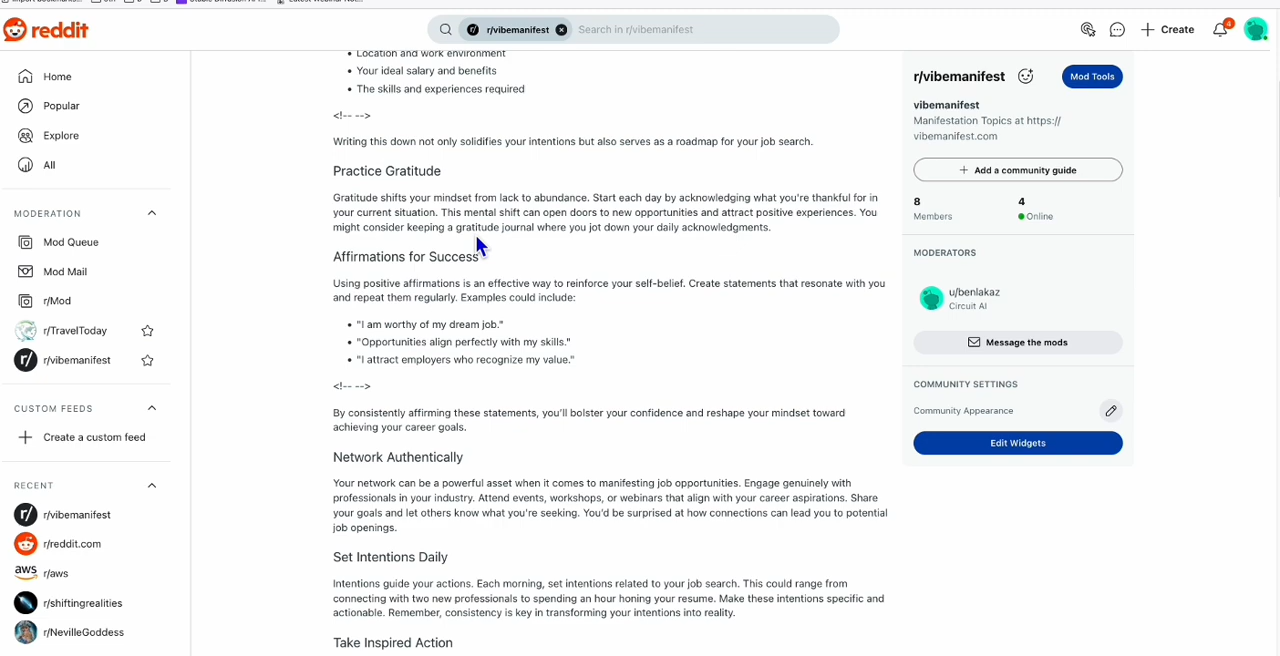 reddit
r/vibemanifest
Search in r/vibemanifest
Create
4
Home
Popular
Explore
All
MODERATION
Mod Queue
Mod Mail
r/Mod
r/TravelToday
r/vibemanifest
CUSTOM FEEDS
Create a custom feed
RECENT
r/vibemanifest
r/reddit.com
aws
r/aws
r/shiftingrealities
r/NevilleGoddess
• Location and work environment
• Your ideal salary and benefits
• The skills and experiences required
<!-- -->
Writing this down not only solidifies your intentions but also serves as a roadmap for your job search.
Practice Gratitude
Gratitude shifts your mindset from lack to abundance. Start each day by acknowledging what you're thankful for in
your current situation. This mental shift can open doors to new opportunities and attract positive experiences. You
might consider keeping a gratitude journal where you jot down your daily acknowledgments.
Affirmations for Success
Using positive affirmations is an effective way to reinforce your self-belief. Create statements that resonate with you
and repeat them regularly. Examples could include:
• "I am worthy of my dream job."
• "Opportunities align perfectly with my skills."
• "I attract employers who recognize my value."
<!-- -->
By consistently affirming these statements, you'll bolster your confidence and reshape your mindset toward
achieving your career goals.
Network Authentically
Your network can be a powerful asset when it comes to manifesting job opportunities. Engage genuinely with
professionals in your industry. Attend events, workshops, or webinars that align with your career aspirations. Share
your goals and let others know what you're seeking. You'd be surprised at how connections can lead you to potential
job openings.
Set Intentions Daily
Intentions guide your actions. Each morning, set intentions related to your job search. This could range from
connecting with two new professionals to spending an hour honing your resume. Make these intentions specific and
actionable. Remember, consistency is key in transforming your intentions into reality.
Take Inspired Action
r/vibemanifest
Mod Tools
vibemanifest
Manifestation Topics at https://
vibemanifest.com
Add a community guide
8 4
Members Online
MODERATORS
u/benlakaz
Circuit AI
Message the mods
COMMUNITY SETTINGS
Community Appearance
Edit Widgets